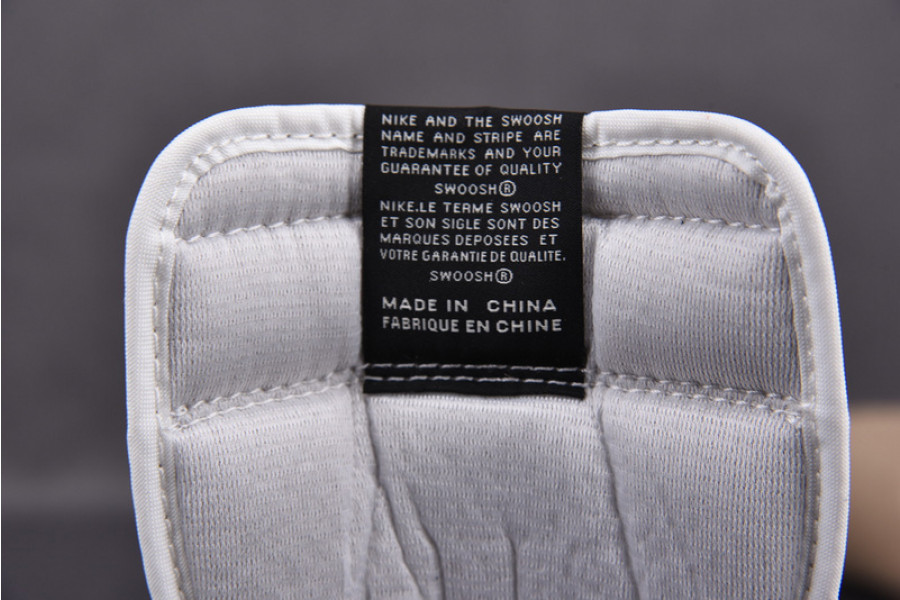 NIKE AND THE SWOOSH
NAME AND STRIPE ARE
TRADEMARKS AND YOUR
GUARANTEE OF QUALITY
SWOOSH®
NIKE.LE TERME SWOOSH
ET SON SIGLE SONT DES
MARQUES DEPOSEES ET
VOTRE GARANTIE DE QUALITE.
SWOOSH®
MADE IN CHINA
FABRIQUE EN CHINE